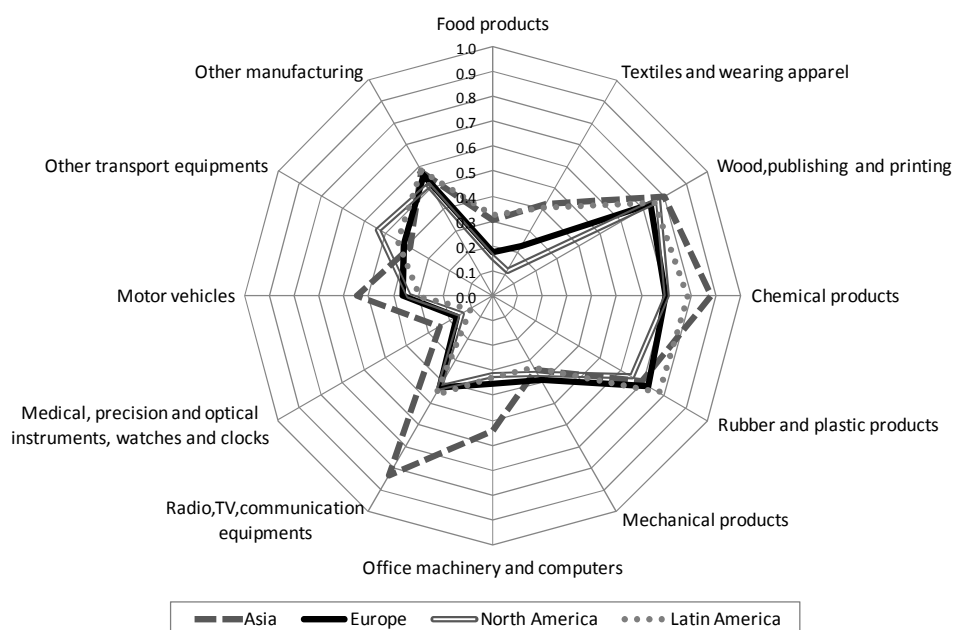 Food products
1.0
0.9
0.8
0.7
0.6
0.5
0.4
0.3
0.2
0.1
0.0
Textiles and wearing apparel
Wood,publishing and printing
Chemical products
Rubber and plastic products
Mechanical products
Office machinery and computers
Radio,TV,communication
equipments
Medical, precision and optical
instruments, watches and clocks
Motor vehicles
Other transport equipments
Other manufacturing
Asia
Europe
North America
Latin America